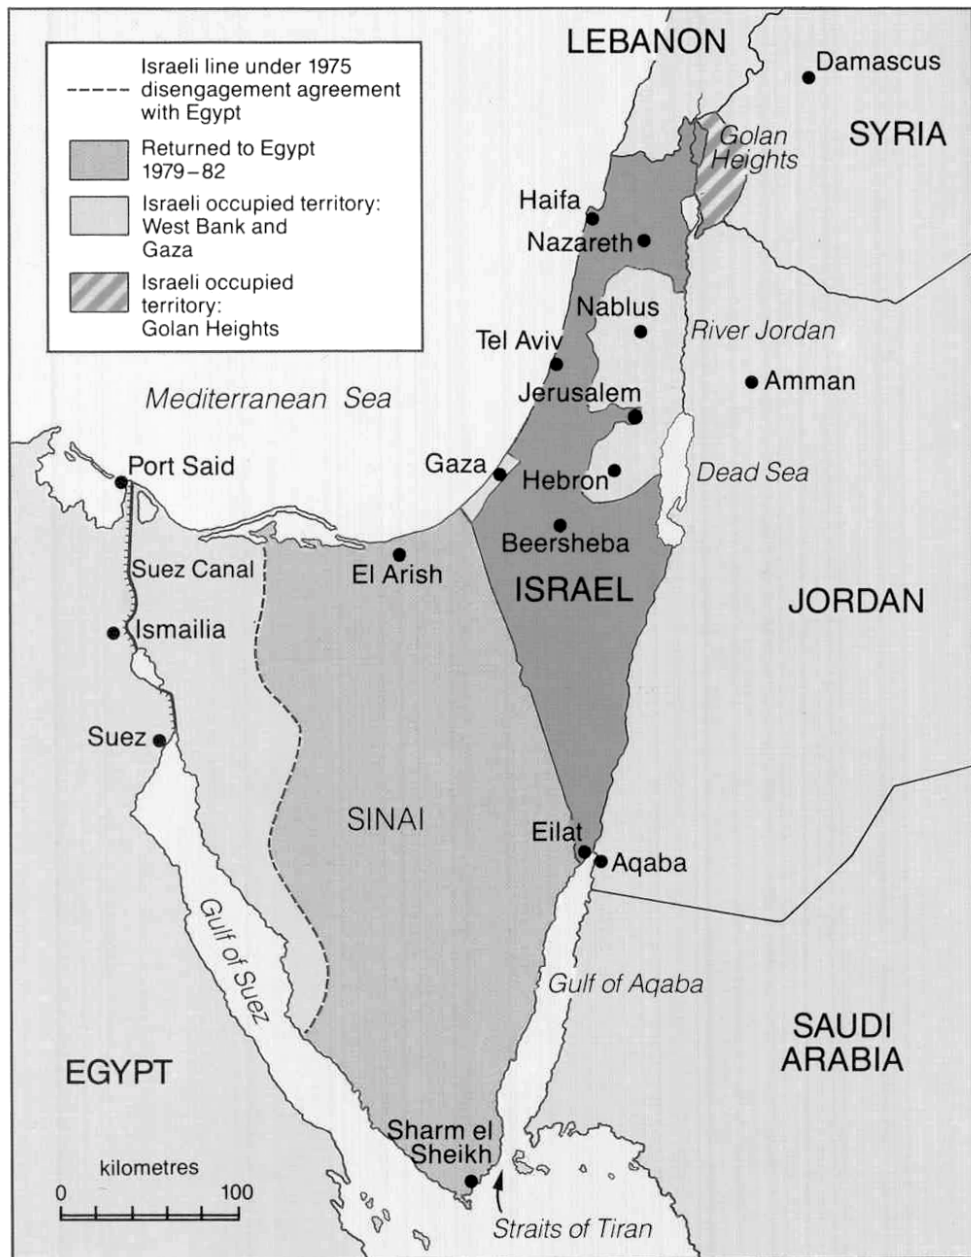 Israeli line under 1975
disengagement agreement
with Egypt
Returned to Egypt
1979–82
Israeli occupied territory:
West Bank and
Gaza
Israeli occupied
territory:
Golan Heights
LEBANON
Damascus
SYRIA
Golan
Heights
Haifa
Nazareth
Nablus
River Jordan
Tel Aviv
Amman
Jerusalem
Mediterranean Sea
Gaza
Hebron
Dead Sea
Port Said
Beersheba
Suez Canal
El Arish
ISRAEL
JORDAN
Ismailia
Suez
SINAI
Eilat
Aqaba
Gulf of Suez
Gulf of Aqaba
SAUDI
ARABIA
EGYPT
Sharm el
Sheikh
kilometres
0 100
Straits of Tiran